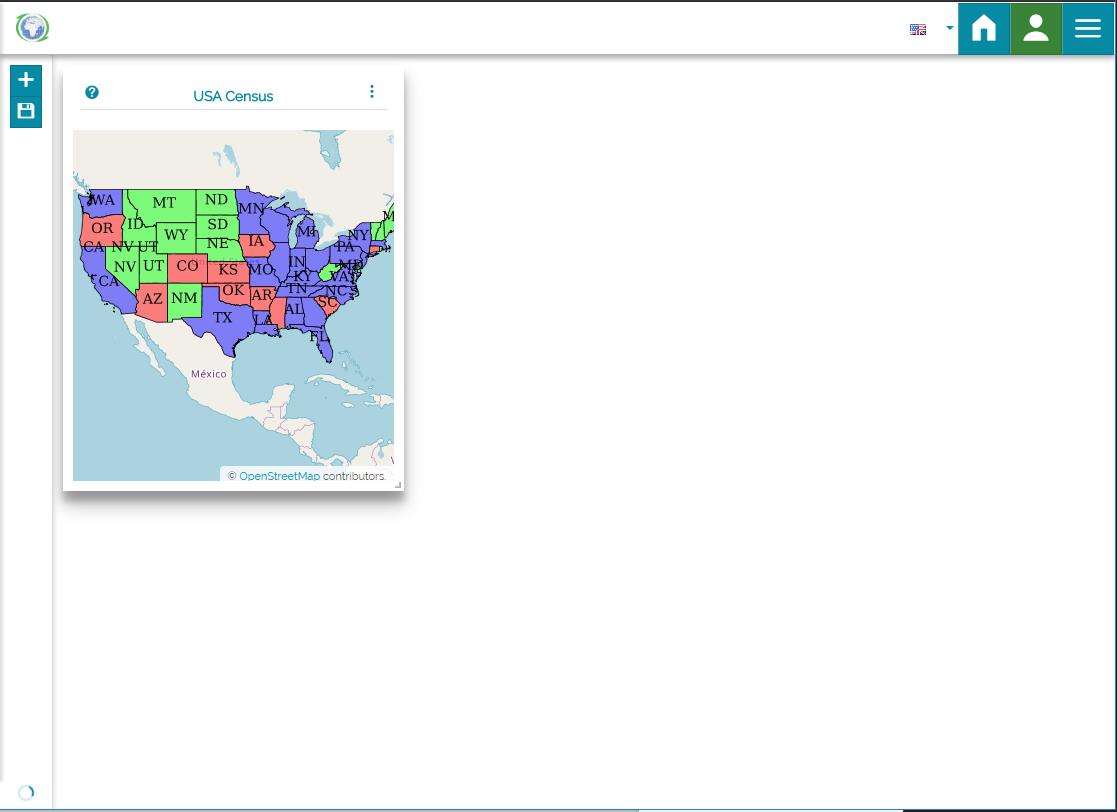 USA Census
WA
MT
ND
MN
OR
ID
SD
WY
MI
NY
IA
NE
CA NV UT
PA
NV
UT
CO
KS
MO
IN
KY
VA
CA
OK
TN
NC
AZ
NM
AR
SC
TX
LA
AL
FL
México
© OpenStreetMap contributors.